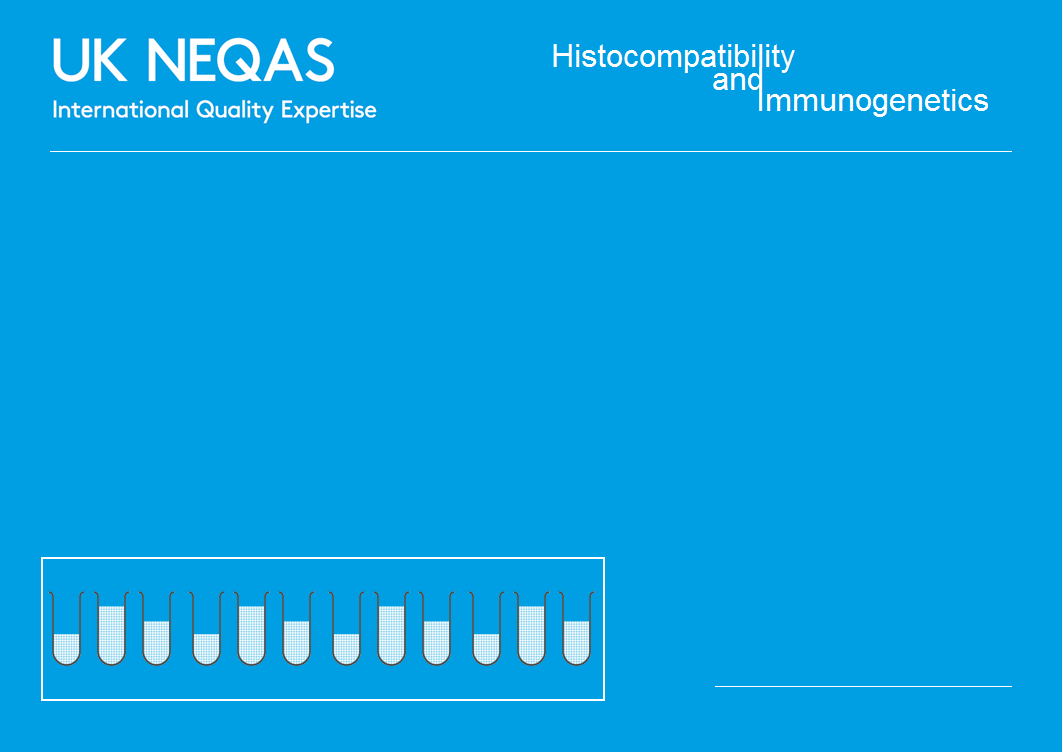 UK NEQAS
International Quality Expertise
Histocompatibility
and
Immunogenetics